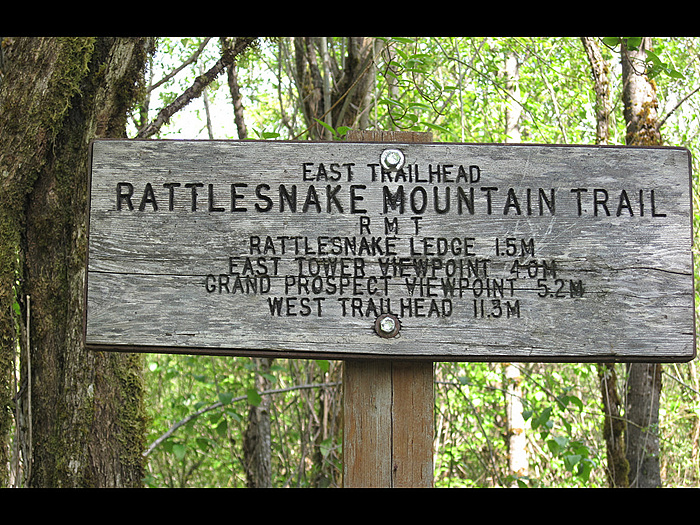 EAST TRAILHEAD
RATTLESNAKE MOUNTAIN TRAIL
R M T
RATTLESNAKE LEDGE 1.5M
EAST TOWER VIEWPOINT 4.0M
GRAND PROSPECT VIEWPOINT 5.2M
WEST TRAILHEAD 11.3M